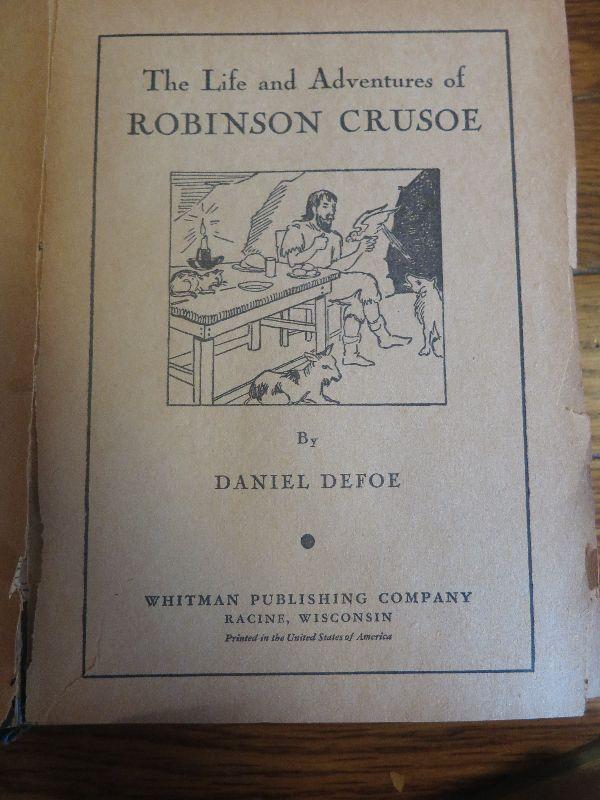 The Life and Adventures of
ROBINSON CRUSOE
By
DANIEL DEFOE
WHITMAN PUBLISHING COMPANY
RACINE, WISCONSIN
Printed in the United States of America